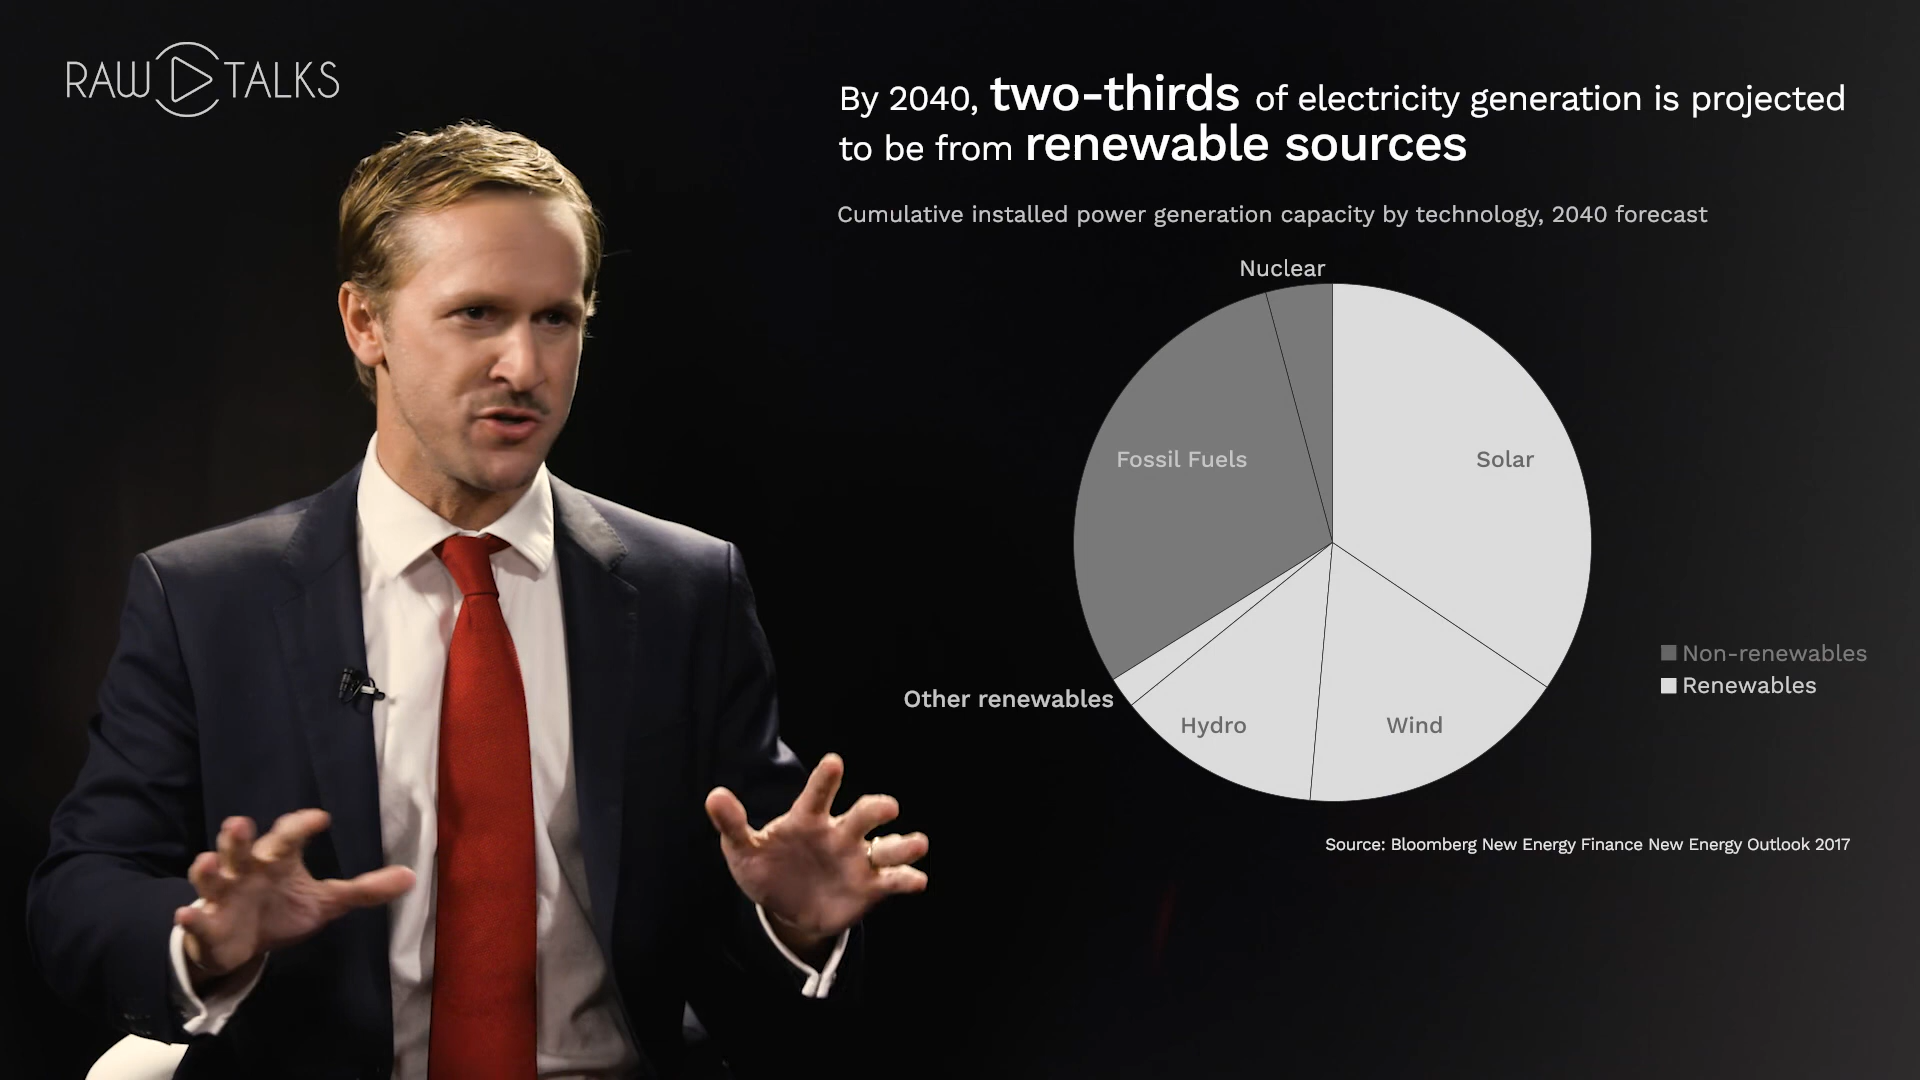 RAW TALKS
By 2040, two-thirds of electricity generation is projected
to be from renewable sources
Cumulative installed power generation capacity by technology, 2040 forecast
Nuclear
Fossil Fuels
Solar
Non-renewables
Renewables
Other renewables
Hydro
Wind
Source: Bloomberg New Energy Finance New Energy Outlook 2017